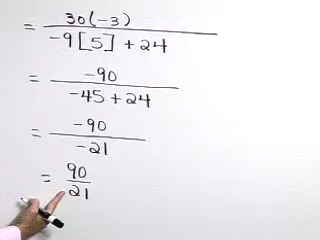 = 30(-3) / -9[5] + 24
= -90 / -45 + 24
= -90 / -21
= 90 / 21